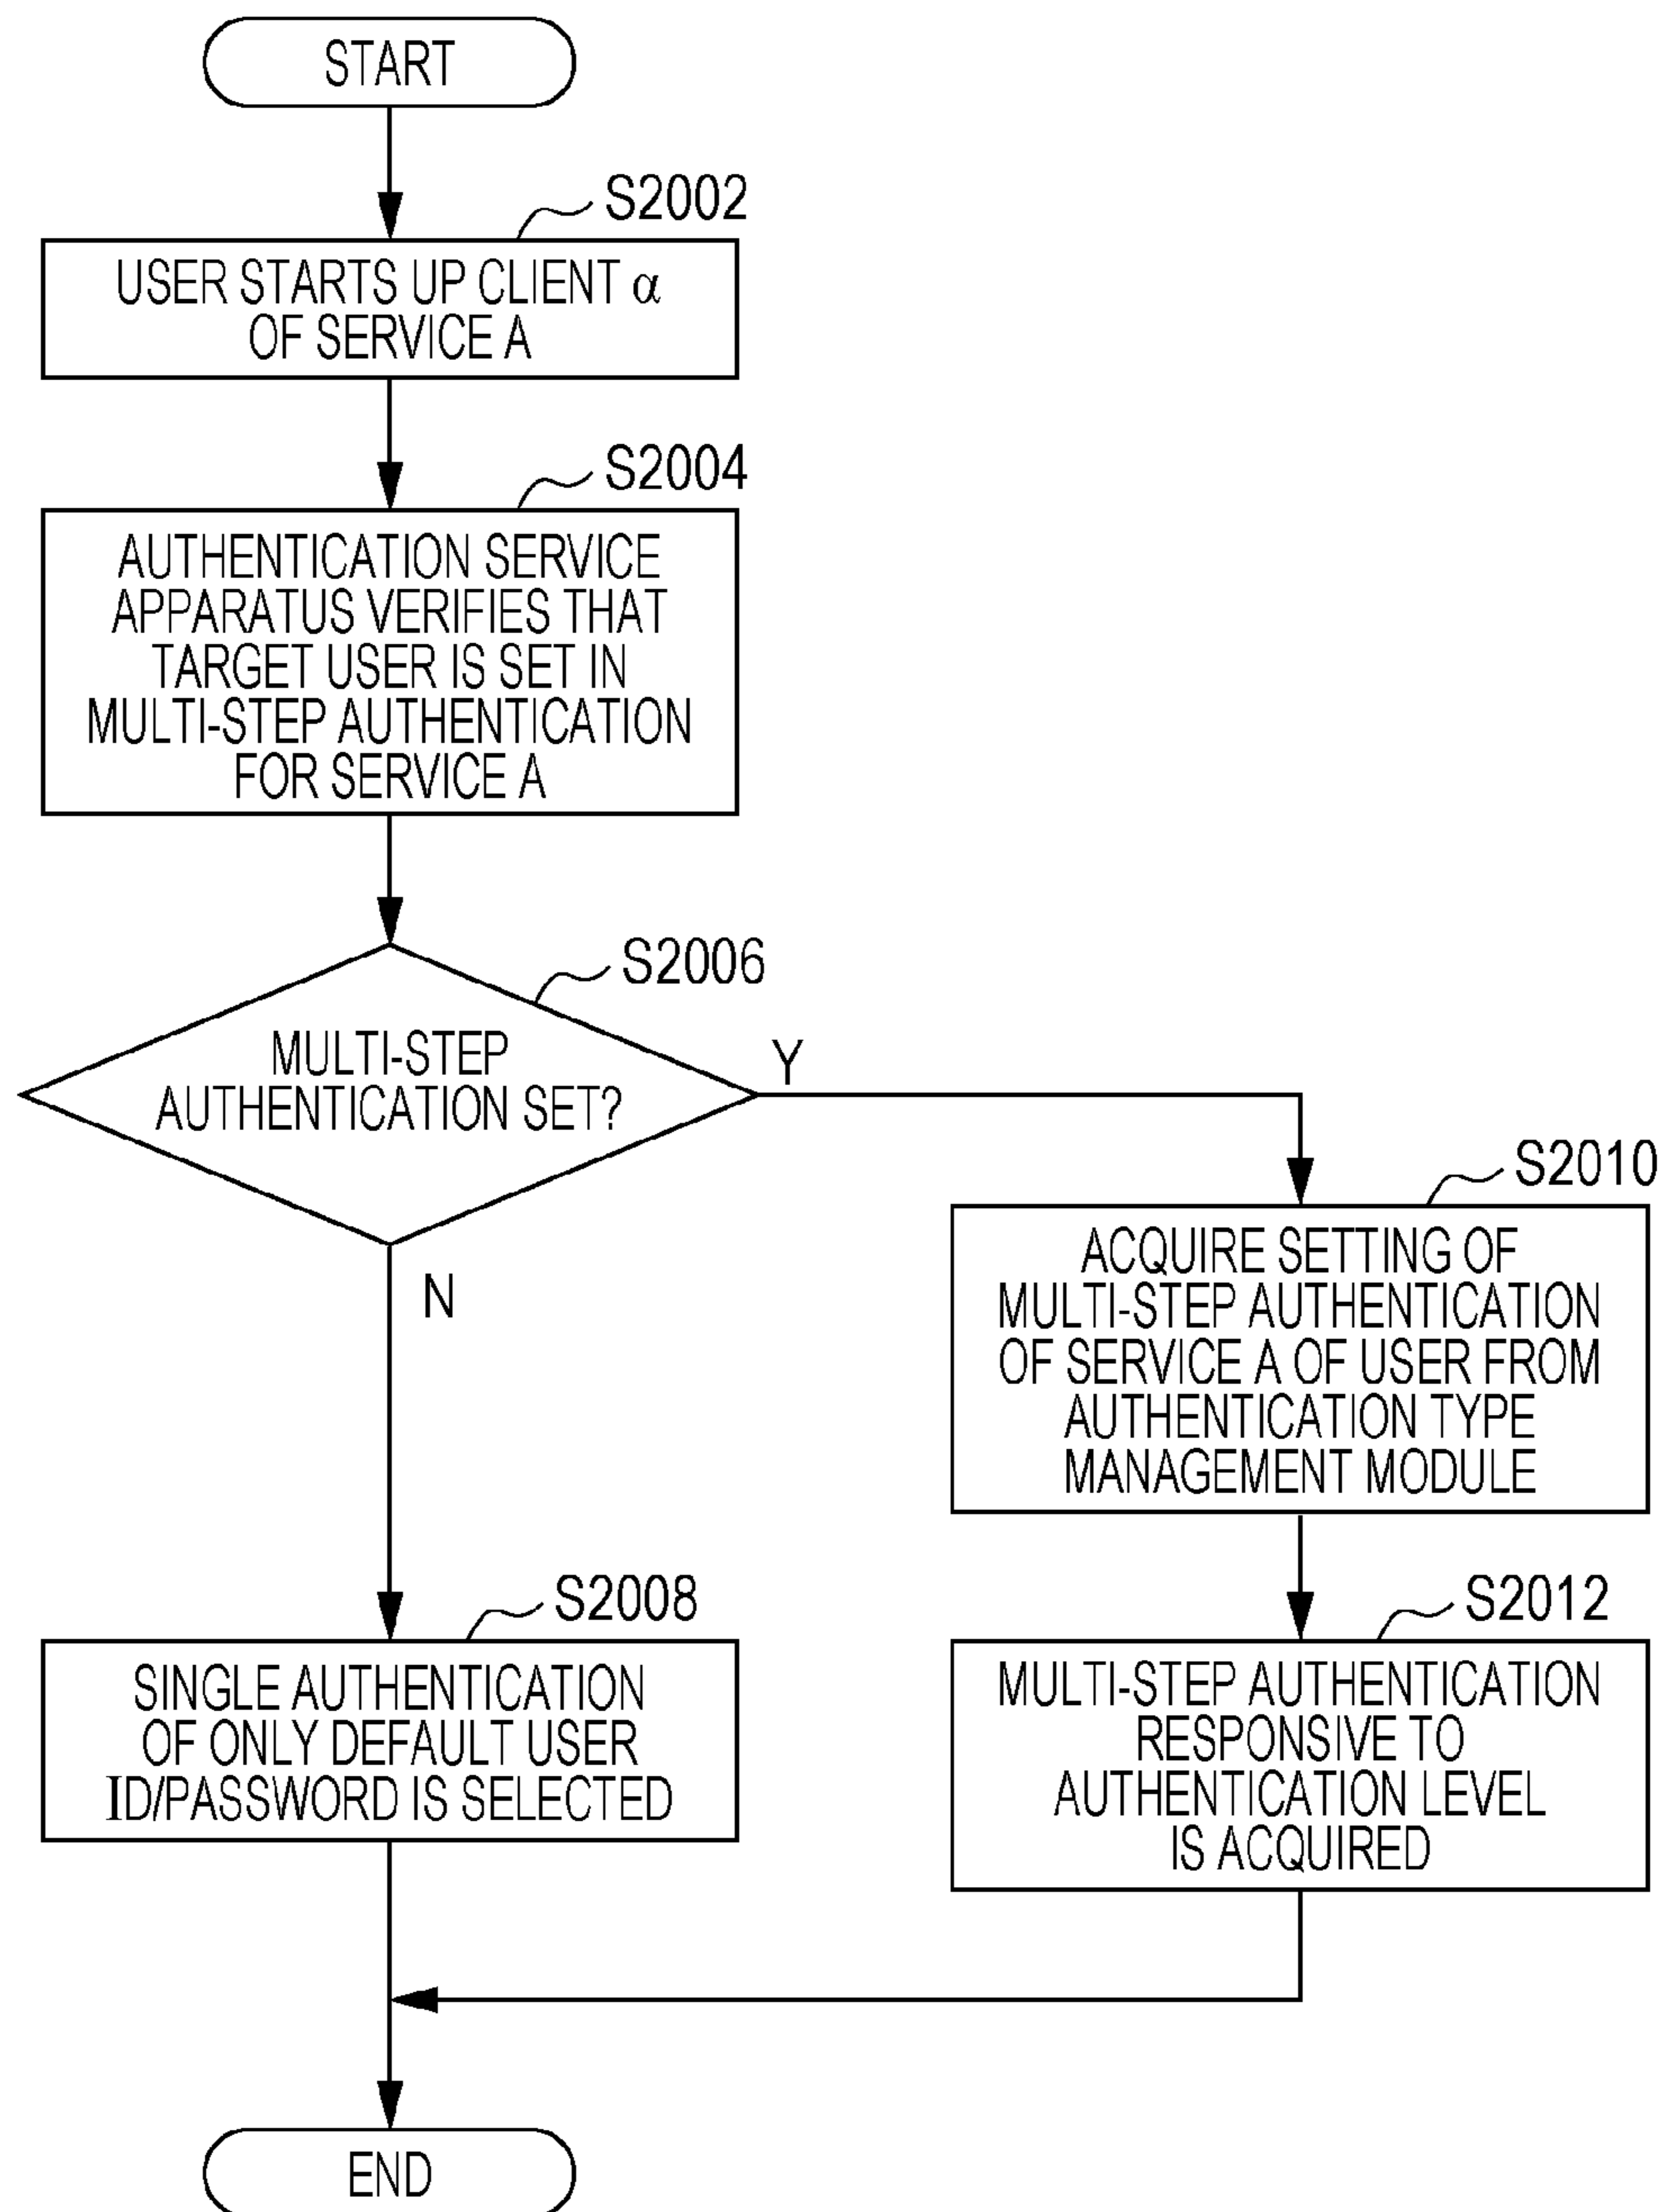 START
S2002
USER STARTS UP CLIENT α
OF SERVICE A
S2004
AUTHENTICATION SERVICE
APPARATUS VERIFIES THAT
TARGET USER IS SET IN
MULTI-STEP AUTHENTICATION
FOR SERVICE A
S2006
MULTI-STEP
AUTHENTICATION SET?
Y
N
S2010
ACQUIRE SETTING OF
MULTI-STEP AUTHENTICATION
OF SERVICE A OF USER FROM
AUTHENTICATION TYPE
MANAGEMENT MODULE
S2008
SINGLE AUTHENTICATION
OF ONLY DEFAULT USER
ID/PASSWORD IS SELECTED
S2012
MULTI-STEP AUTHENTICATION
RESPONSIVE TO
AUTHENTICATION LEVEL
IS ACQUIRED
END